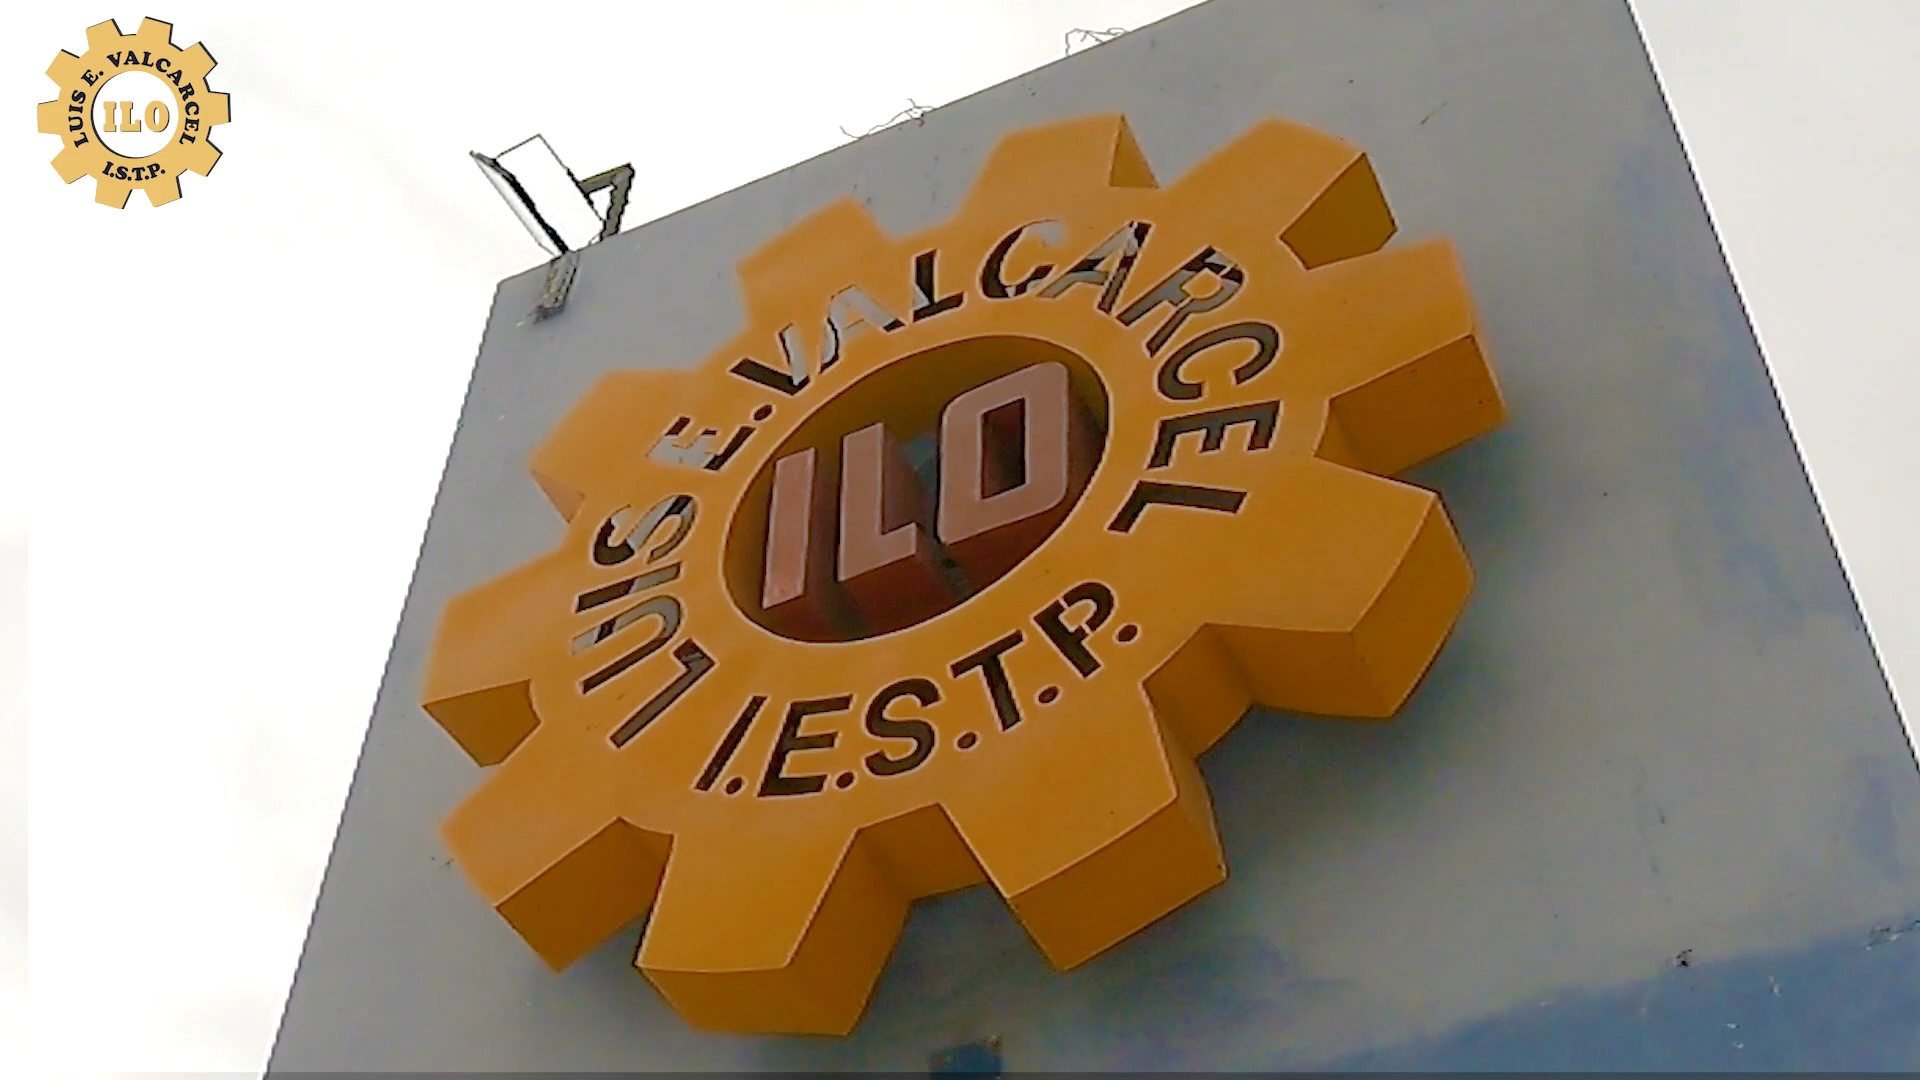 LUIS E. VALCARCEL
ILO
I.S.T.P.
LUIS E. VALCARCEL
ILO
I.E.S.T.P.